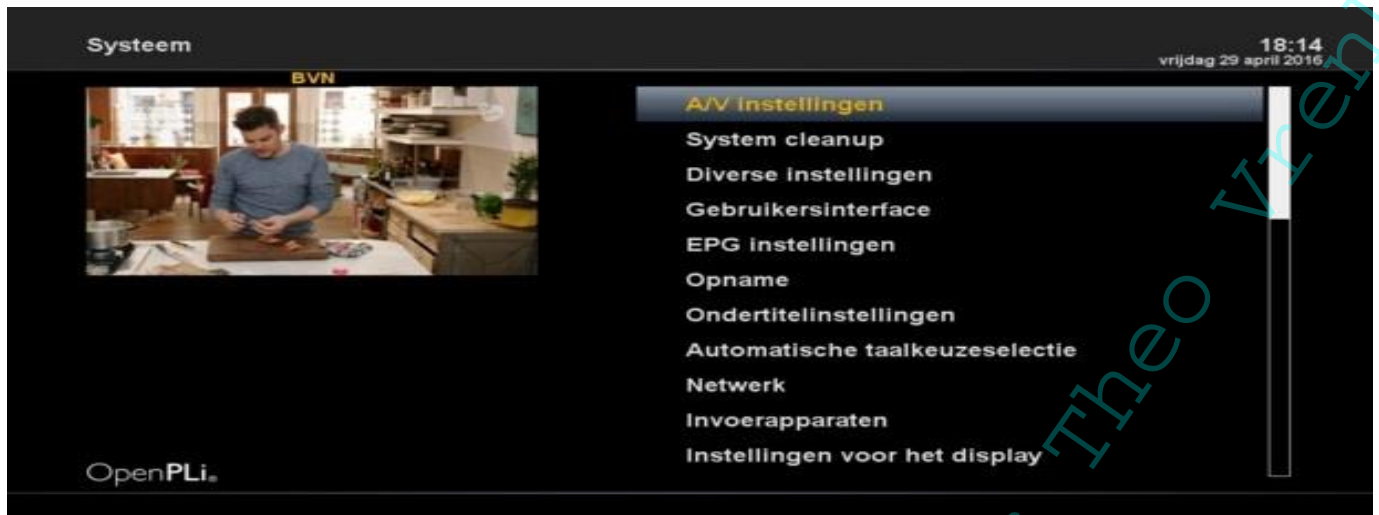 Systeem
18:14
vrijdag 29 april 2016
BVN
A/V instellingen
System cleanup
Diverse instellingen
Gebruikersinterface
EPG instellingen
Opname
Ondertitelinstellingen
Automatische taalkeuzeselectie
Netwerk
Invoerapparaten
Instellingen voor het display
OpenPLi®
Theo